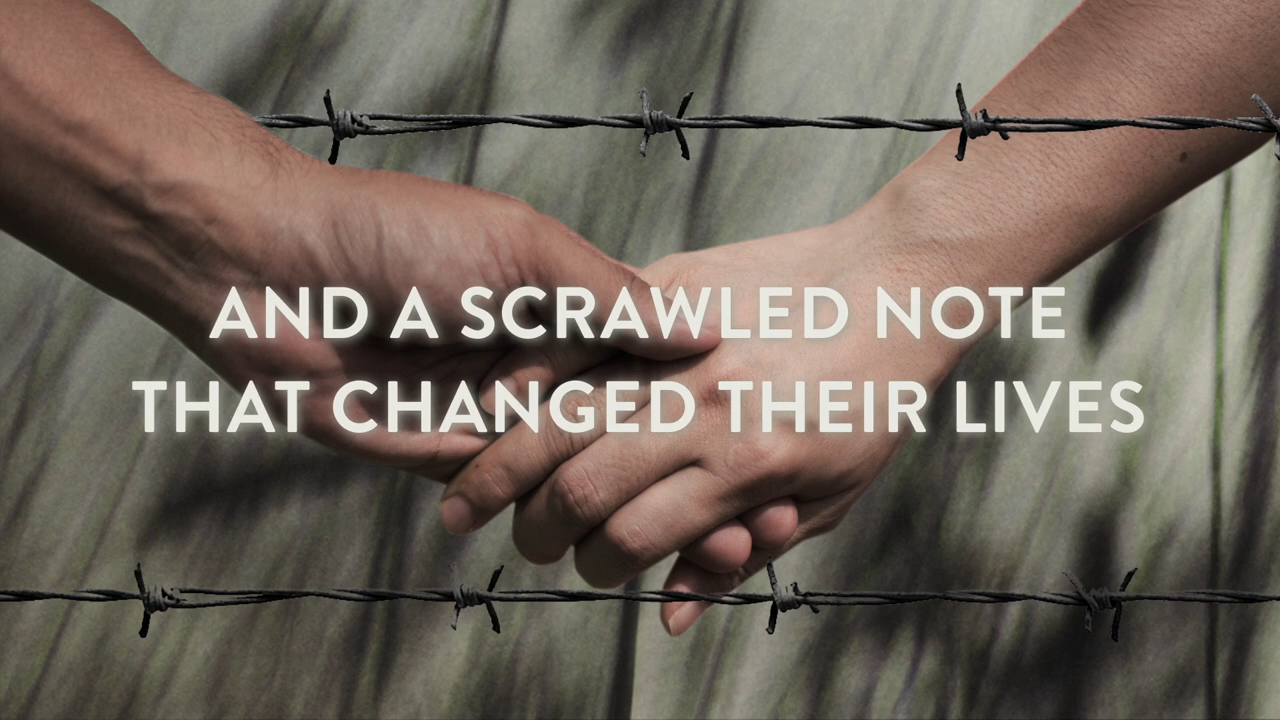 AND A SCRAWLED NOTE
THAT CHANGED THEIR LIVES